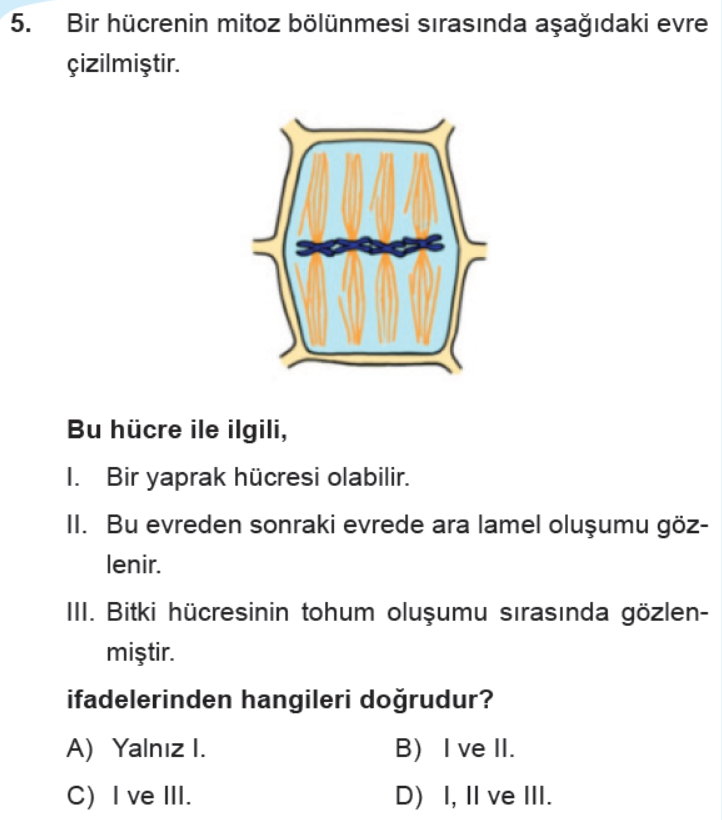 5. Bir hücrenin mitoz bölünmesi sırasında aşağıdaki evre
çizilmiştir.
Bu hücre ile ilgili,
I. Bir yaprak hücresi olabilir.
II. Bu evreden sonraki evrede ara lamel oluşumu göz-
lenir.
III. Bitki hücresinin tohum oluşumu sırasında gözlen-
miştir.
ifadelerinden hangileri doğrudur?
A) Yalnız I. B) I ve II.
C) I ve III. D) I, II ve III.